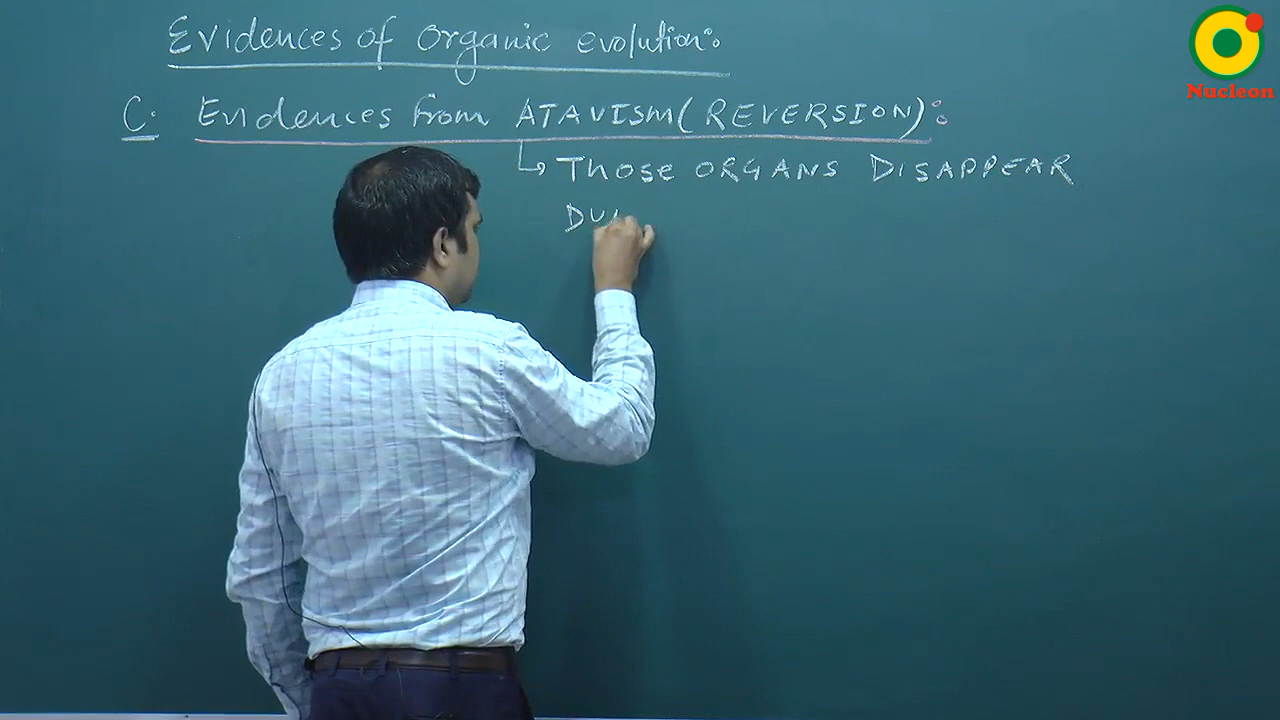 Evidences of organic evolution:
Nucleon
C. Evidences from ATAVISM (REVERSION):
↳ Those ORGANS DISAPPEAR